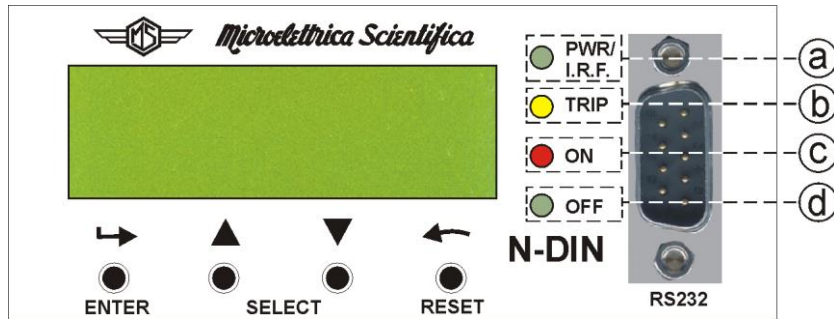 MS Microelettrica Scientifica
PWR/
I.R.F.
TRIP
ON
OFF
a
b
c
d
N-DIN
ENTER SELECT RESET
RS232